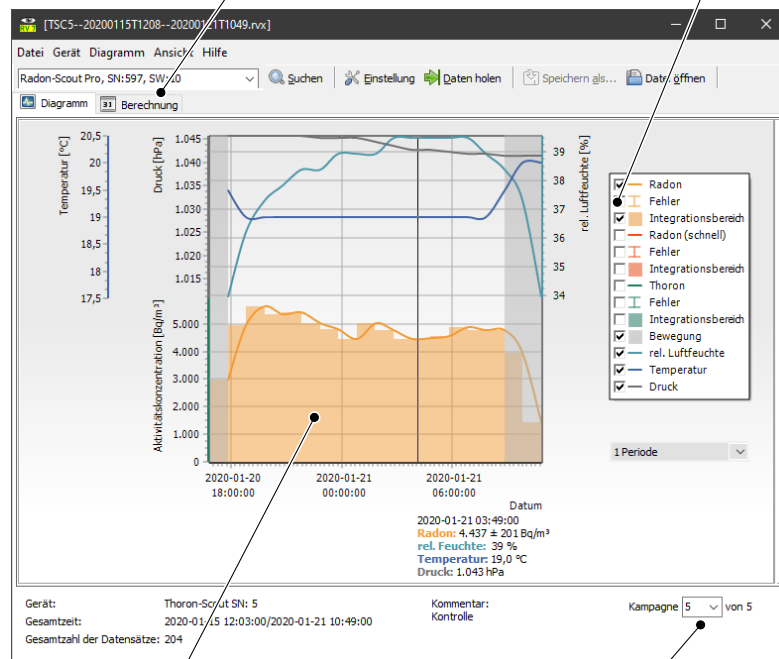 [TSC5--20200115T1208--20200121T1049.rvx]
Datei Gerät Diagramm Ansicht Hilfe
Radon-Scout Pro, SN:597, SW:10 Suchen Einstellung Daten holen Speichern als... Datei öffnen
Diagramm 31 Berechnung
Temperatur [°C]
20,5
20
19,5
19
18,5
18
17,5
Druck [hPa]
1.045
1.040
1.035
1.030
1.025
1.020
1.015
rel. Luftfeuchte [%]
39
38
37
36
35
34
Aktivitätskonzentration [Bq/m³]
5.000
4.000
3.000
2.000
1.000
0
2020-01-20 2020-01-21 2020-01-21
18:00:00 00:00:00 06:00:00
Datum
2020-01-21 03:49:00
Radon: 4.437 ± 201 Bq/m³
rel. Feuchte: 39 %
Temperatur: 19,0 °C
Druck: 1.043 hPa
Radon
Fehler
Integrationsbereich
Radon (schnell)
Fehler
Integrationsbereich
Thoron
Fehler
Integrationsbereich
Bewegung
rel. Luftfeuchte
Temperatur
Druck
1 Periode
Gerät: Thoron-Scout SN: 5
Gesamtzeit: 2020-01-15 12:03:00/2020-01-21 10:49:00
Gesamtzahl der Datensätze: 204
Kommentar:
Kontrolle
Kampagne 5 von 5